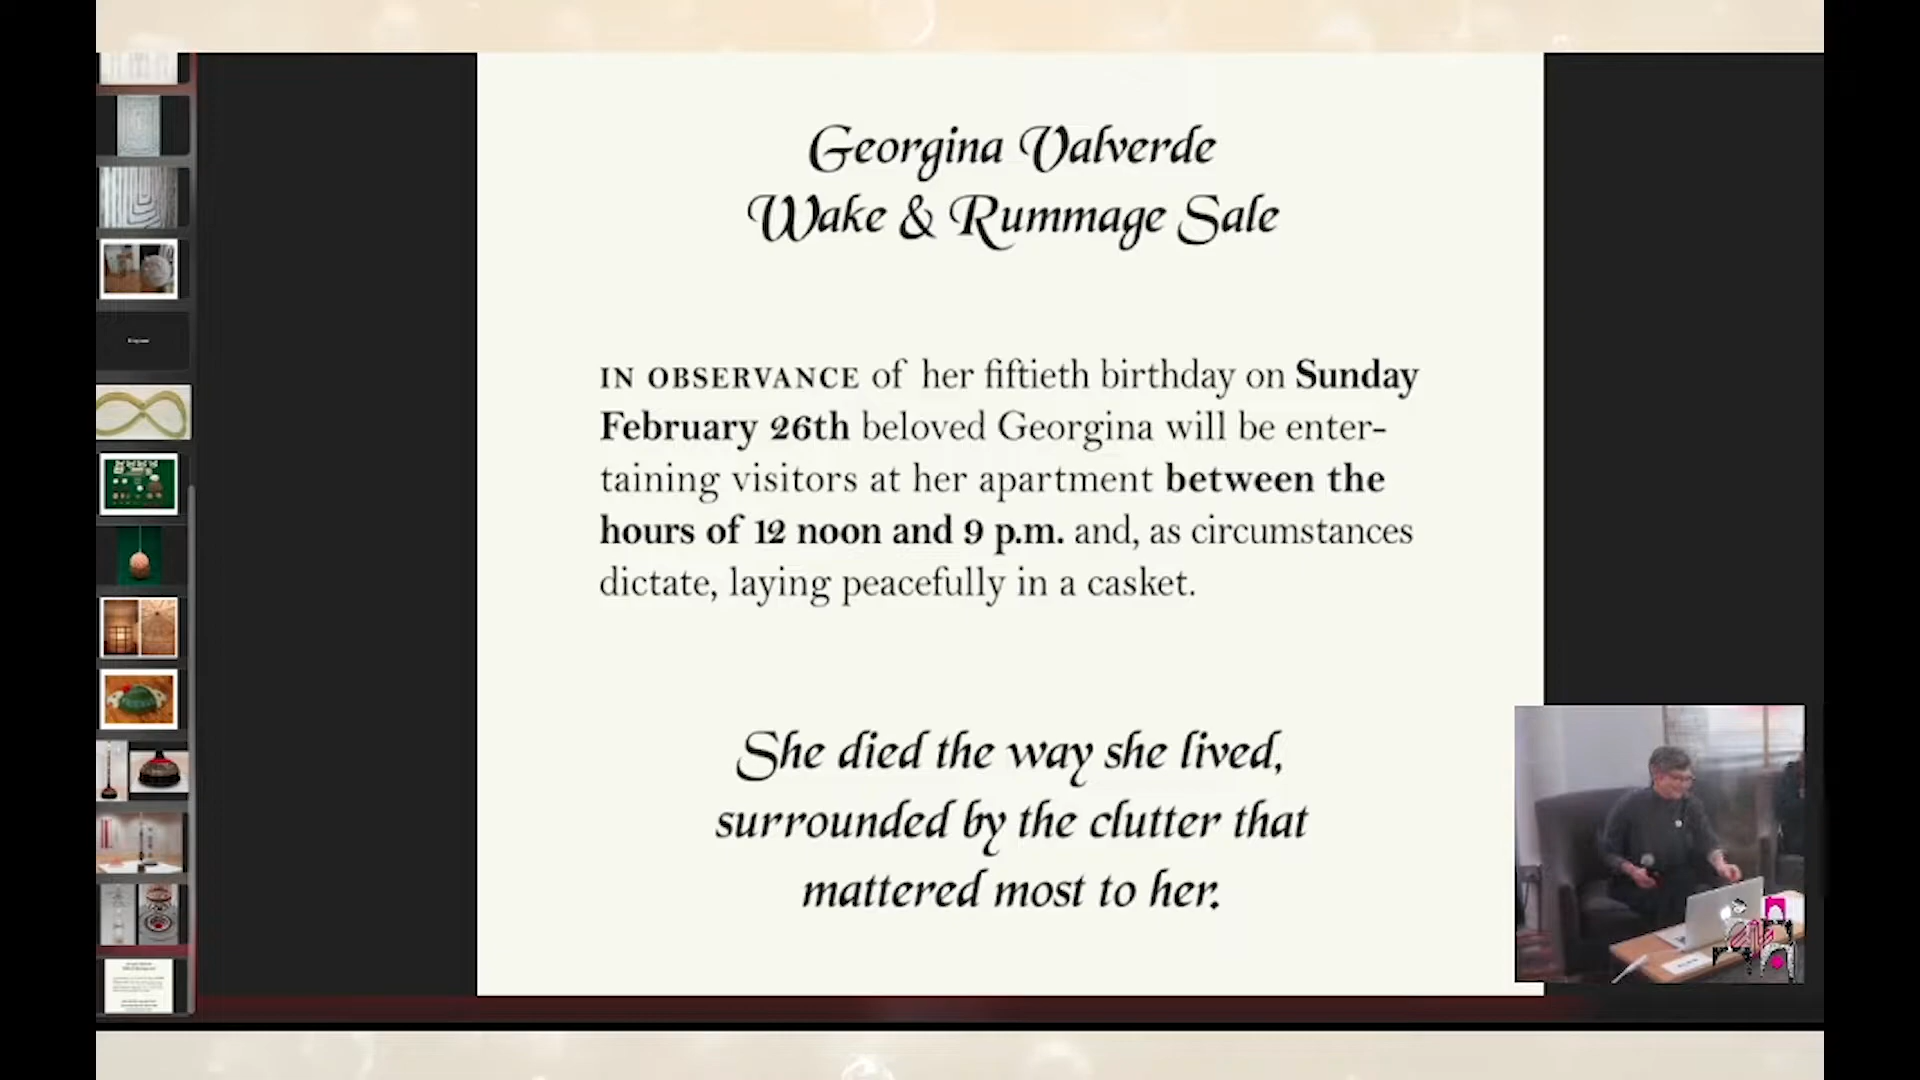 Georgina Valverde
Wake & Rummage Sale
IN OBSERVANCE of her fiftieth birthday on Sunday
February 26th beloved Georgina will be enter-
taining visitors at her apartment between the
hours of 12 noon and 9 p.m. and, as circumstances
dictate, laying peacefully in a casket.
She died the way she lived,
surrounded by the clutter that
mattered most to her.